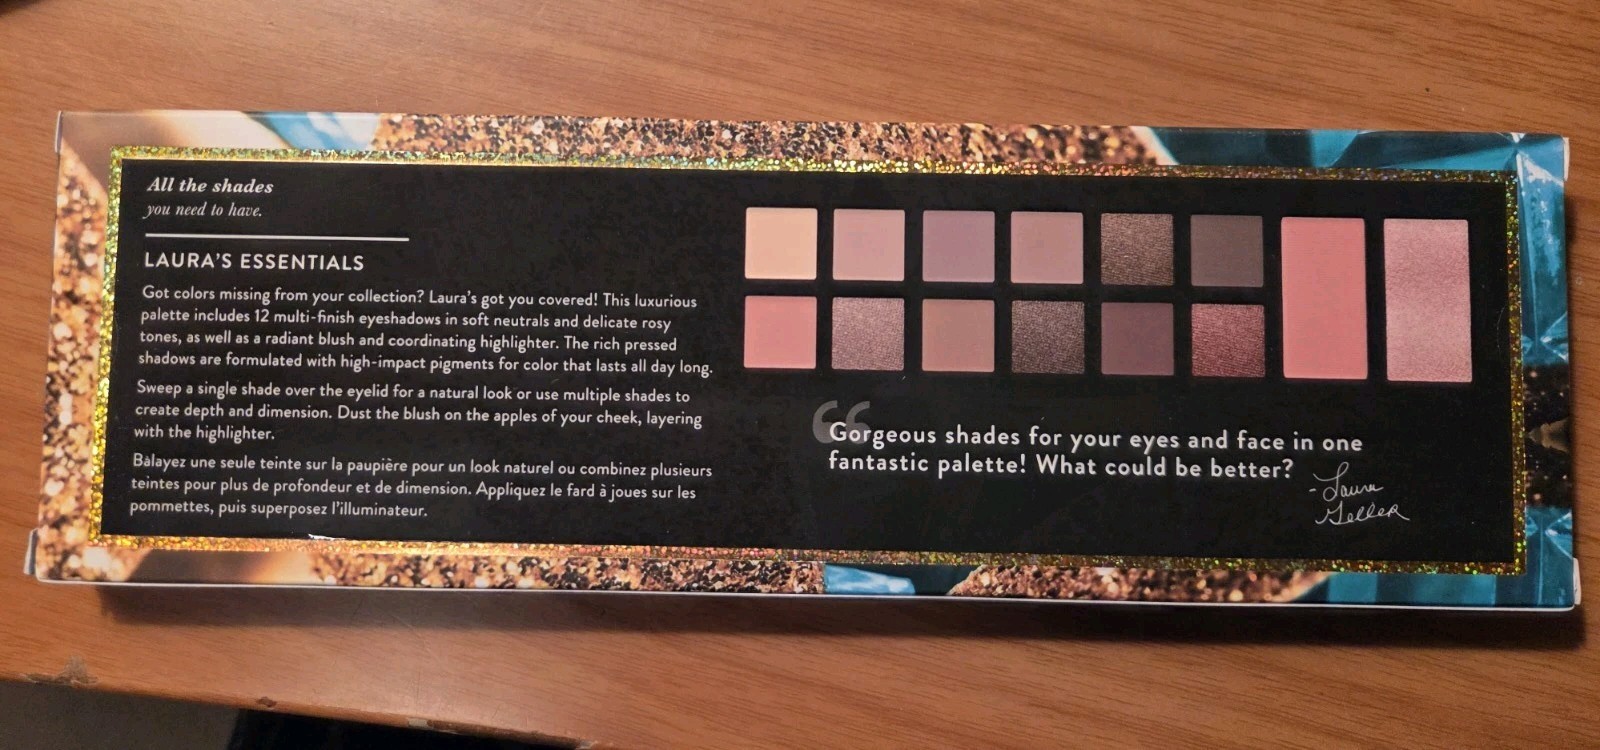 All the shades
you need to have.
LAURA'S ESSENTIALS
Got colors missing from your collection? Laura's got you covered! This luxurious
palette includes 12 multi-finish eyeshadows in soft neutrals and delicate rosy
tones, as well as a radiant blush and coordinating highlighter. The rich pressed
shadows are formulated with high-impact pigments for color that lasts all day long.
Sweep a single shade over the eyelid for a natural look or use multiple shades to
create depth and dimension. Dust the blush on the apples of your cheek, layering
with the highlighter.
Balayez une seule teinte sur la paupière pour un look naturel ou combinez plusieurs
teintes pour plus de profondeur et de dimension. Appliquez le fard à joues sur les
pommettes, puis superposez l'illuminateur.
“Gorgeous shades for your eyes and face in one
fantastic palette! What could be better?
- Laura
Geller